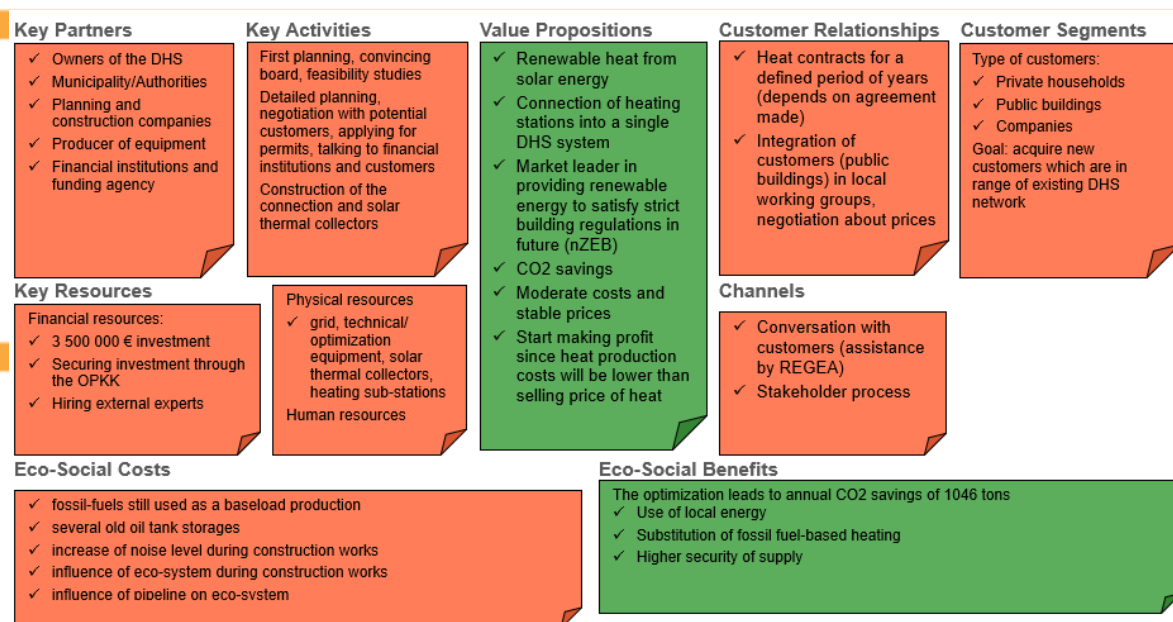 Key Partners
✓ Owners of the DHS
✓ Municipality/Authorities
✓ Planning and
construction companies
✓ Producer of equipment
✓ Financial institutions and
funding agency
Key Activities
First planning, convincing
board, feasibility studies
Detailed planning,
negotiation with potential
customers, applying for
permits, talking to financial
institutions and customers
Construction of the
connection and solar
thermal collectors
Value Propositions
✓ Renewable heat from
solar energy
✓ Connection of heating
stations into a single
DHS system
✓ Market leader in
providing renewable
energy to satisfy strict
building regulations in
future (nZEB)
✓ CO2 savings
✓ Moderate costs and
stable prices
✓ Start making profit
since heat production
costs will be lower than
selling price of heat
Customer Relationships
✓ Heat contracts for a
defined period of years
(depends on agreement
made)
✓ Integration of
customers (public
buildings) in local
working groups,
negotiation about prices
Customer Segments
Type of customers:
✓ Private households
✓ Public buildings
✓ Companies
Goal: acquire new
customers which are in
range of existing DHS
network
Key Resources
Financial resources:
✓ 3 500 000 € investment
✓ Securing investment through
the OPKK
✓ Hiring external experts
Physical resources
✓ grid, technical/
optimization
equipment, solar
thermal collectors,
heating sub-stations
Human resources
Channels
✓ Conversation with
customers (assistance
by REGEA)
✓ Stakeholder process
Eco-Social Costs
✓ fossil-fuels still used as a baseload production
✓ several old oil tank storages
✓ increase of noise level during construction works
✓ influence of eco-system during construction works
✓ influence of pipeline on eco-system
Eco-Social Benefits
The optimization leads to annual CO2 savings of 1046 tons
✓ Use of local energy
✓ Substitution of fossil fuel-based heating
✓ Higher security of supply